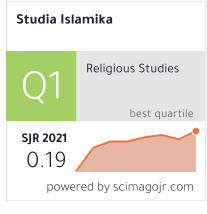 Studia Islamika
Q1
Religious Studies
best quartile
SJR 2021
0.19
powered by scimagojr.com